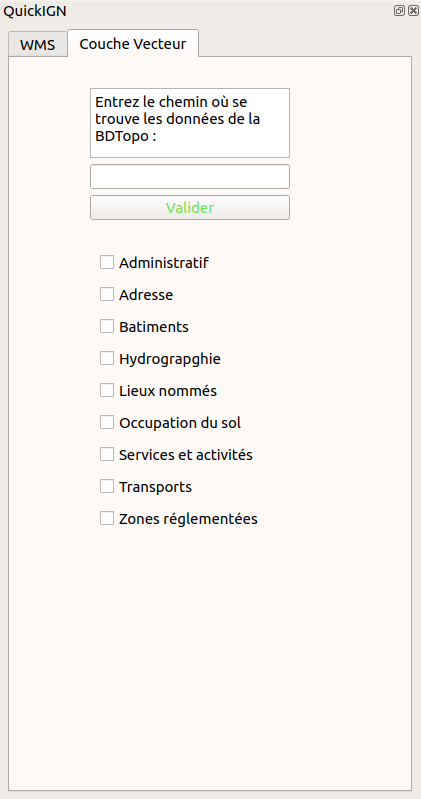 QuickIGN
WMS
Couche Vecteur
Entrez le chemin où se
trouve les données de la
BDTopo :
Valider
Administratif
Adresse
Batiments
Hydrograpghie
Lieux nommés
Occupation du sol
Services et activités
Transports
Zones réglementées